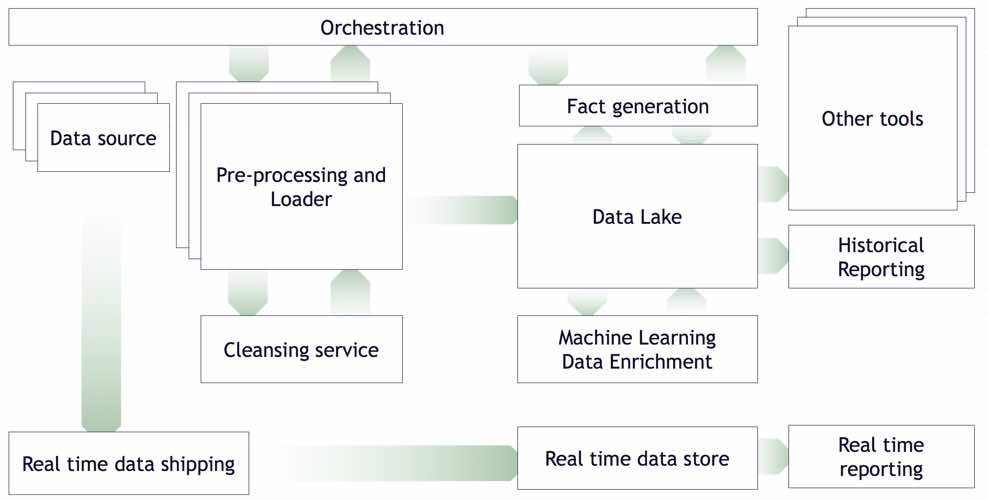 Orchestration
Data source
Pre-processing and
Loader
Fact generation
Other tools
Data Lake
Historical
Reporting
Cleansing service
Machine Learning
Data Enrichment
Real time data shipping
Real time data store
Real time
reporting